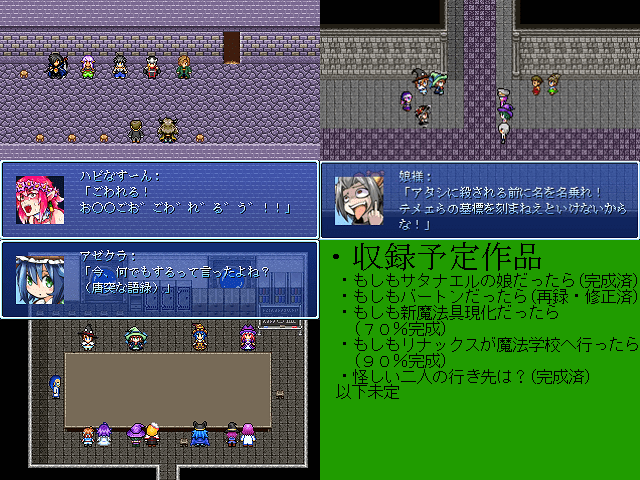 ハビなすーん：
「こわれる！
お〇〇ごお゛ごわ゛れ゛る゛う゛！！！」
娘様：
「アタシに殺される前に名を名乗れ！
テメェらの墓標を刻まねえといけないから
な！」
アゼクラ：
「今、何でもするって言ったよね？
（唐突な語録）」
・収録予定作品
・もしもサタナエルの娘だったら(完成済)
・もしもバートンだったら(再録・修正済)
・もしも新魔法具現化だったら
（７０％完成）
・もしもリナックスが魔法学校へ行ったら
（９０％完成）
・怪しい二人の行き先は？(完成済)
以下未定